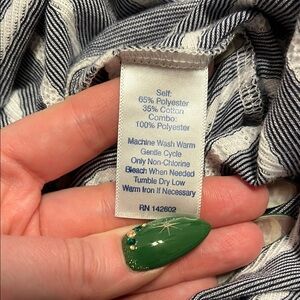 Self:
65% Polyester
35% Cotton
Combo:
100% Polyester
Machine Wash Warm
Gentle Cycle
Only Non-Chlorine
Bleach When Needed
Tumble Dry Low
Warm Iron If Necessary
RN 142602